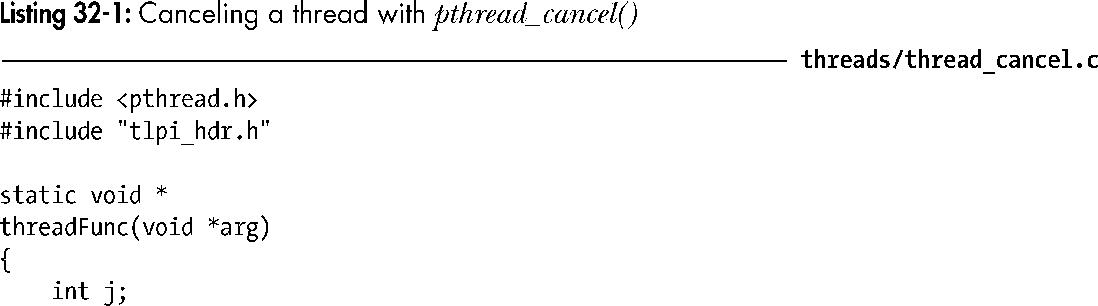 Listing 32-1: Canceling a thread with pthread_cancel()
threads/thread_cancel.c
#include <pthread.h>
#include "tlpi_hdr.h"
static void *
threadFunc(void *arg)
{
    int j;